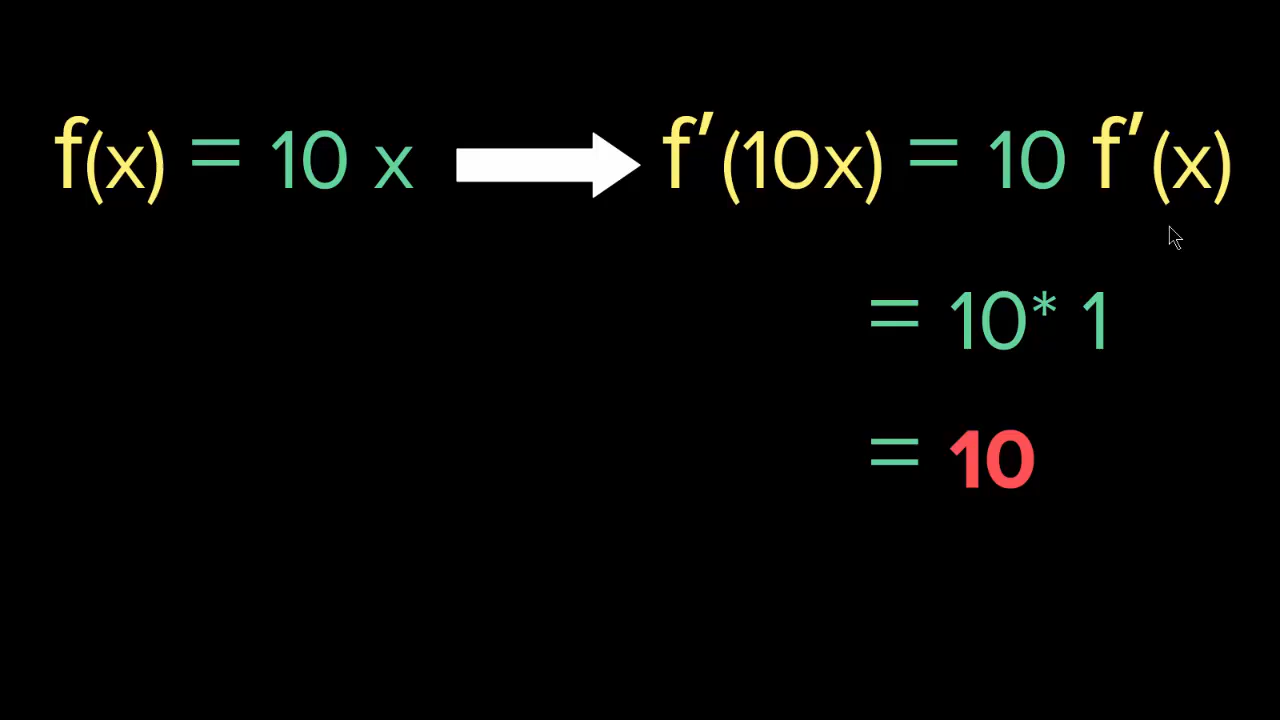 f(x) = 10 x f′(10x) = 10 f′(x)
= 10* 1
= 10